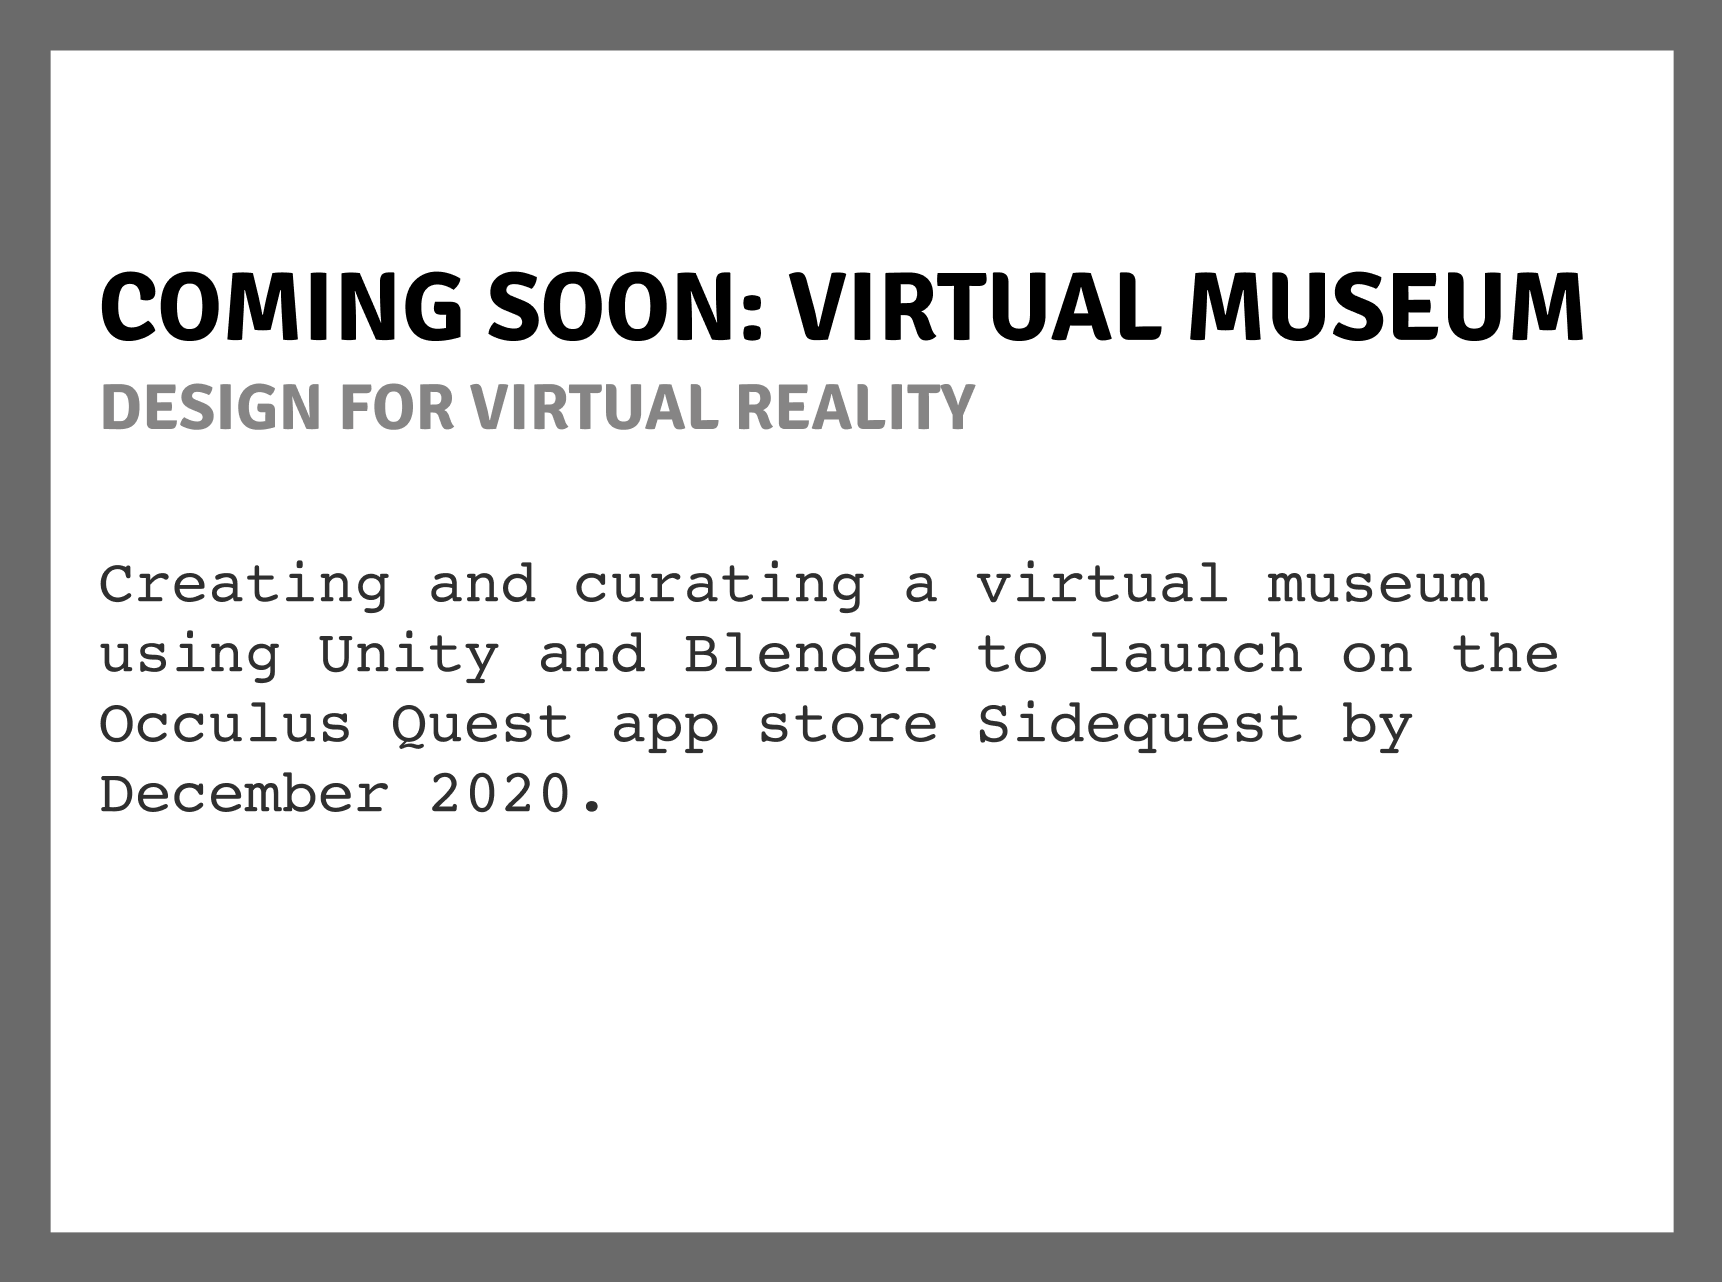 COMING SOON: VIRTUAL MUSEUM
DESIGN FOR VIRTUAL REALITY
Creating and curating a virtual museum
using Unity and Blender to launch on the
Occulus Quest app store Sidequest by
December 2020.